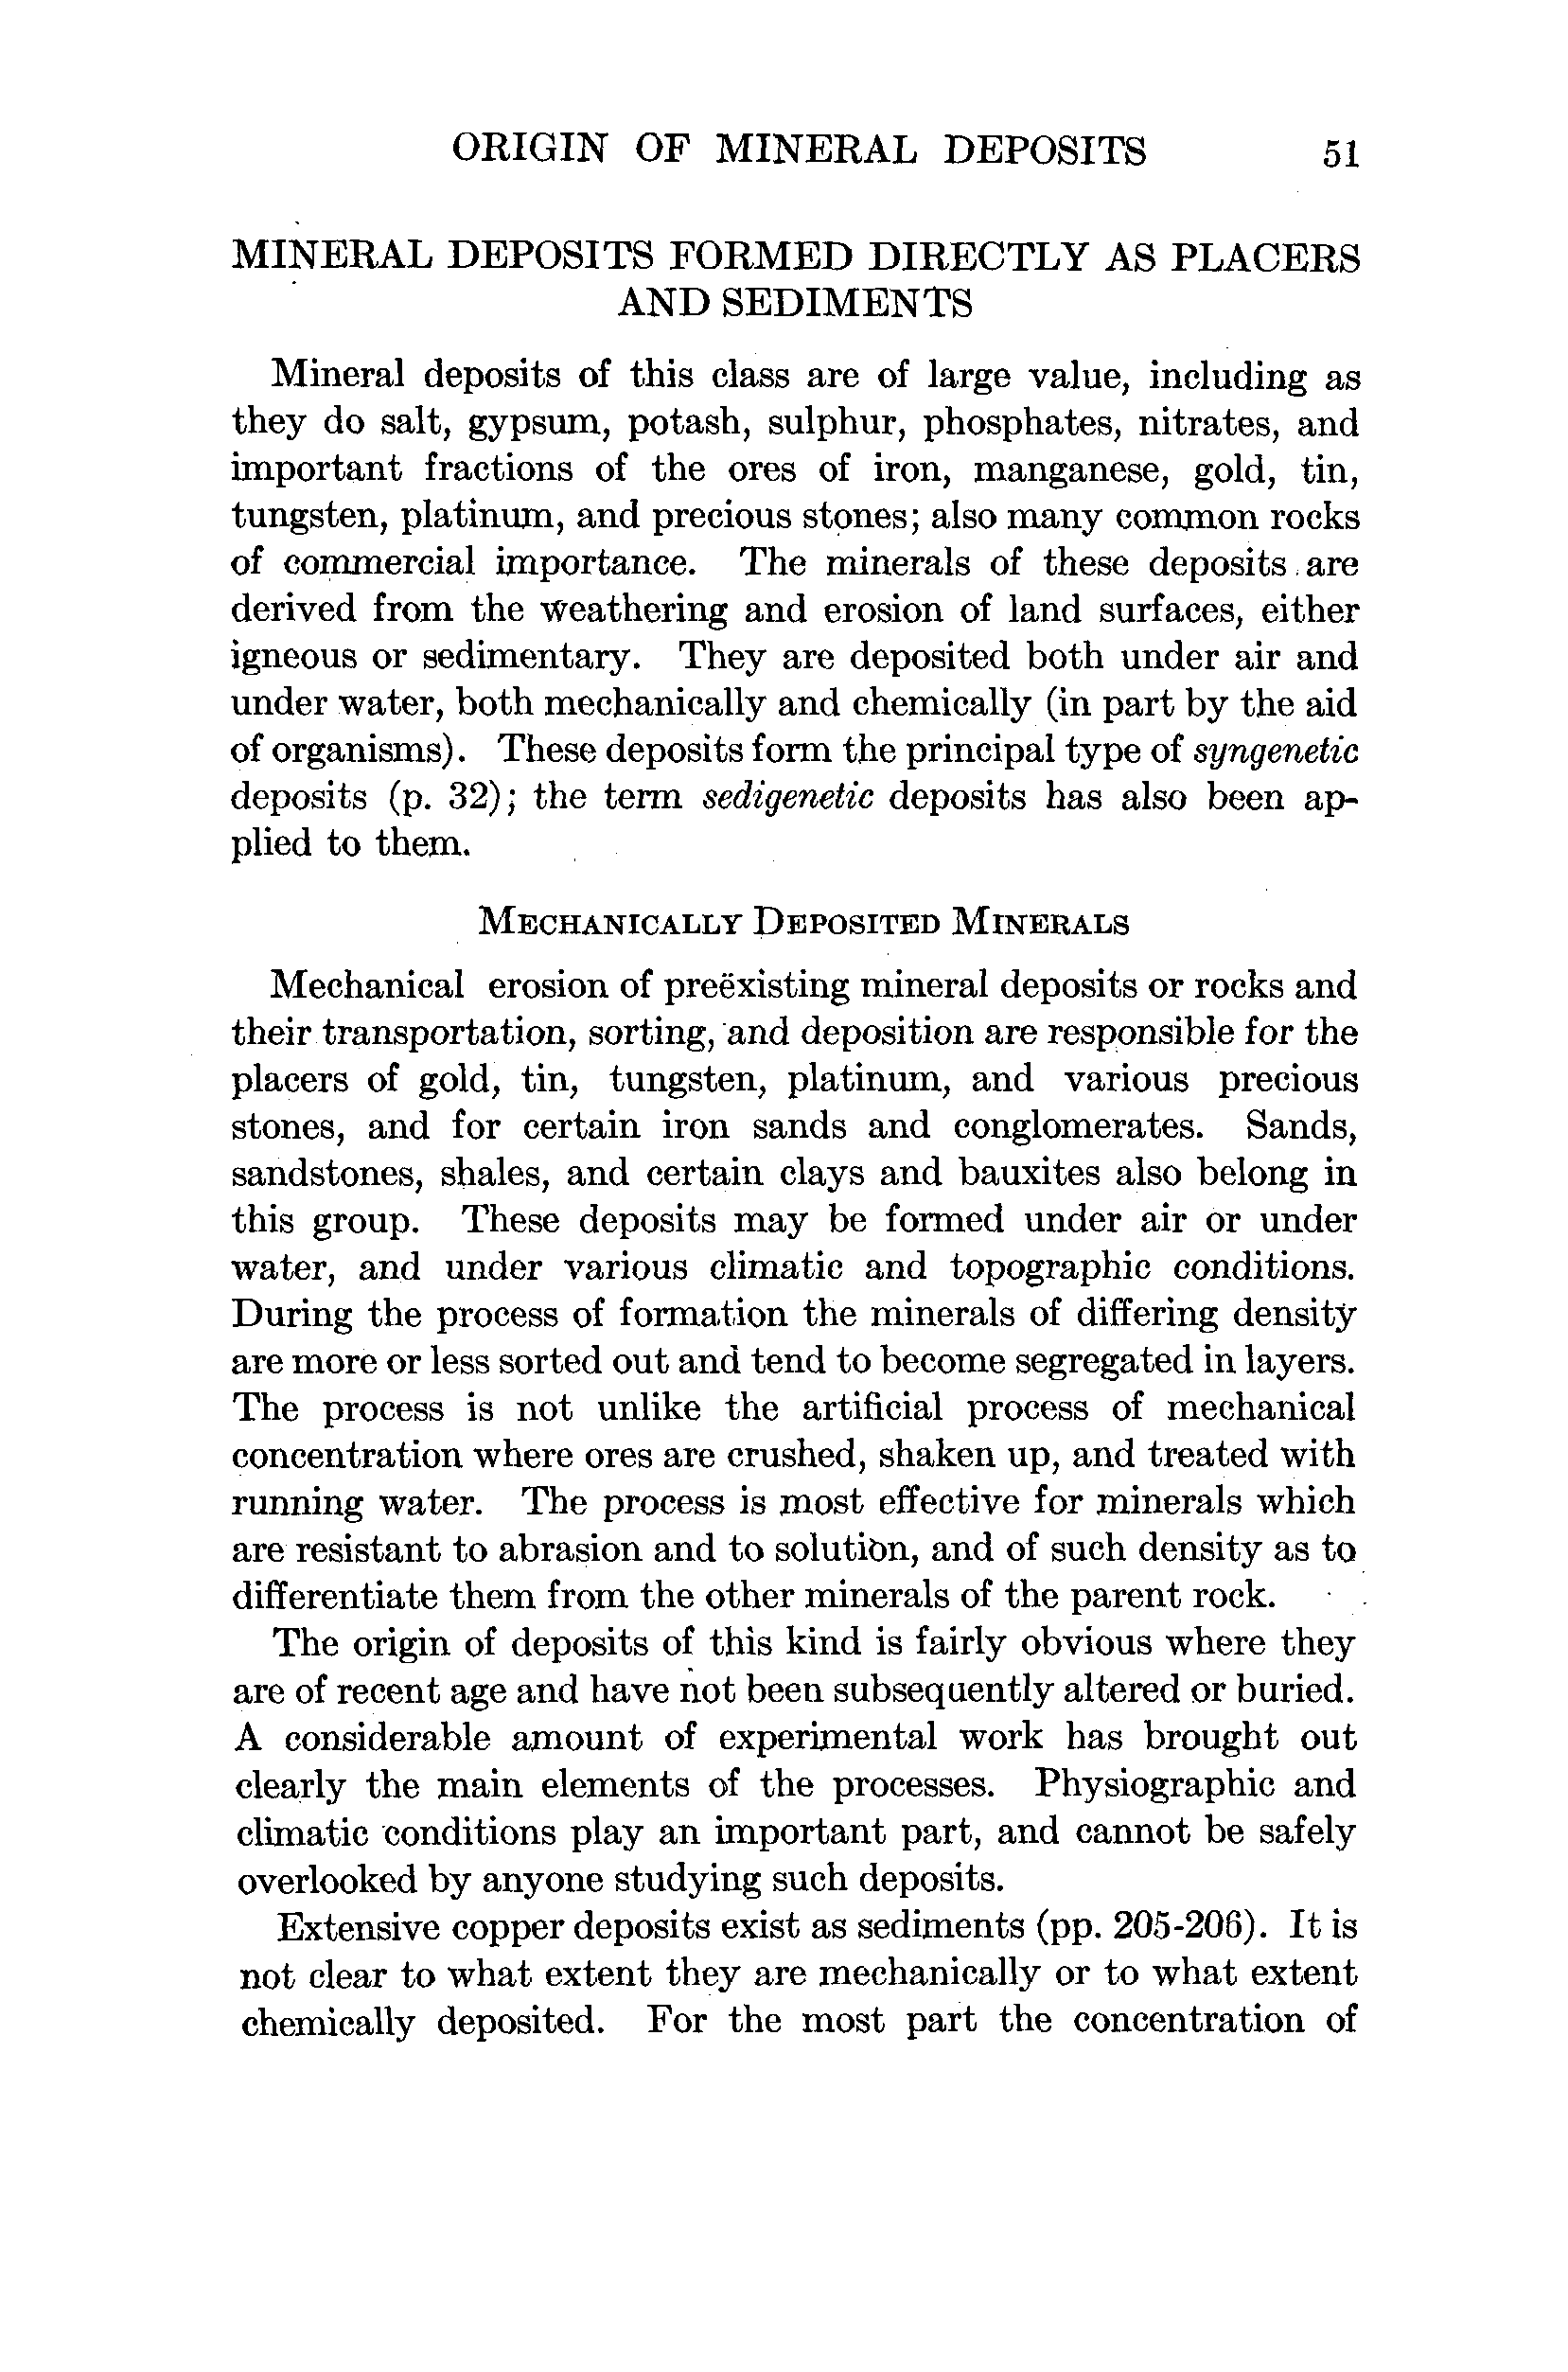 ORIGIN OF MINERAL DEPOSITS 51
MINERAL DEPOSITS FORMED DIRECTLY AS PLACERS
AND SEDIMENTS
Mineral deposits of this class are of large value, including as
they do salt, gypsum, potash, sulphur, phosphates, nitrates, and
important fractions of the ores of iron, manganese, gold, tin,
tungsten, platinum, and precious stones; also many common rocks
of commercial importance. The minerals of these deposits are
derived from the weathering and erosion of land surfaces, either
igneous or sedimentary. They are deposited both under air and
under water, both mechanically and chemically (in part by the aid
of organisms). These deposits form the principal type of syngenetic
deposits (p. 32); the term sedigenetic deposits has also been ap-
plied to them.
MECHANICALLY DEPOSITED MINERALS
Mechanical erosion of preëxisting mineral deposits or rocks and
their transportation, sorting, and deposition are responsible for the
placers of gold, tin, tungsten, platinum, and various precious
stones, and for certain iron sands and conglomerates. Sands,
sandstones, shales, and certain clays and bauxites also belong in
this group. These deposits may be formed under air or under
water, and under various climatic and topographic conditions.
During the process of formation the minerals of differing density
are more or less sorted out and tend to become segregated in layers.
The process is not unlike the artificial process of mechanical
concentration where ores are crushed, shaken up, and treated with
running water. The process is most effective for minerals which
are resistant to abrasion and to solution, and of such density as to
differentiate them from the other minerals of the parent rock.
The origin of deposits of this kind is fairly obvious where they
are of recent age and have not been subsequently altered or buried.
A considerable amount of experimental work has brought out
clearly the main elements of the processes. Physiographic and
climatic conditions play an important part, and cannot be safely
overlooked by anyone studying such deposits.
Extensive copper deposits exist as sediments (pp. 205-206). It is
not clear to what extent they are mechanically or to what extent
chemically deposited. For the most part the concentration of